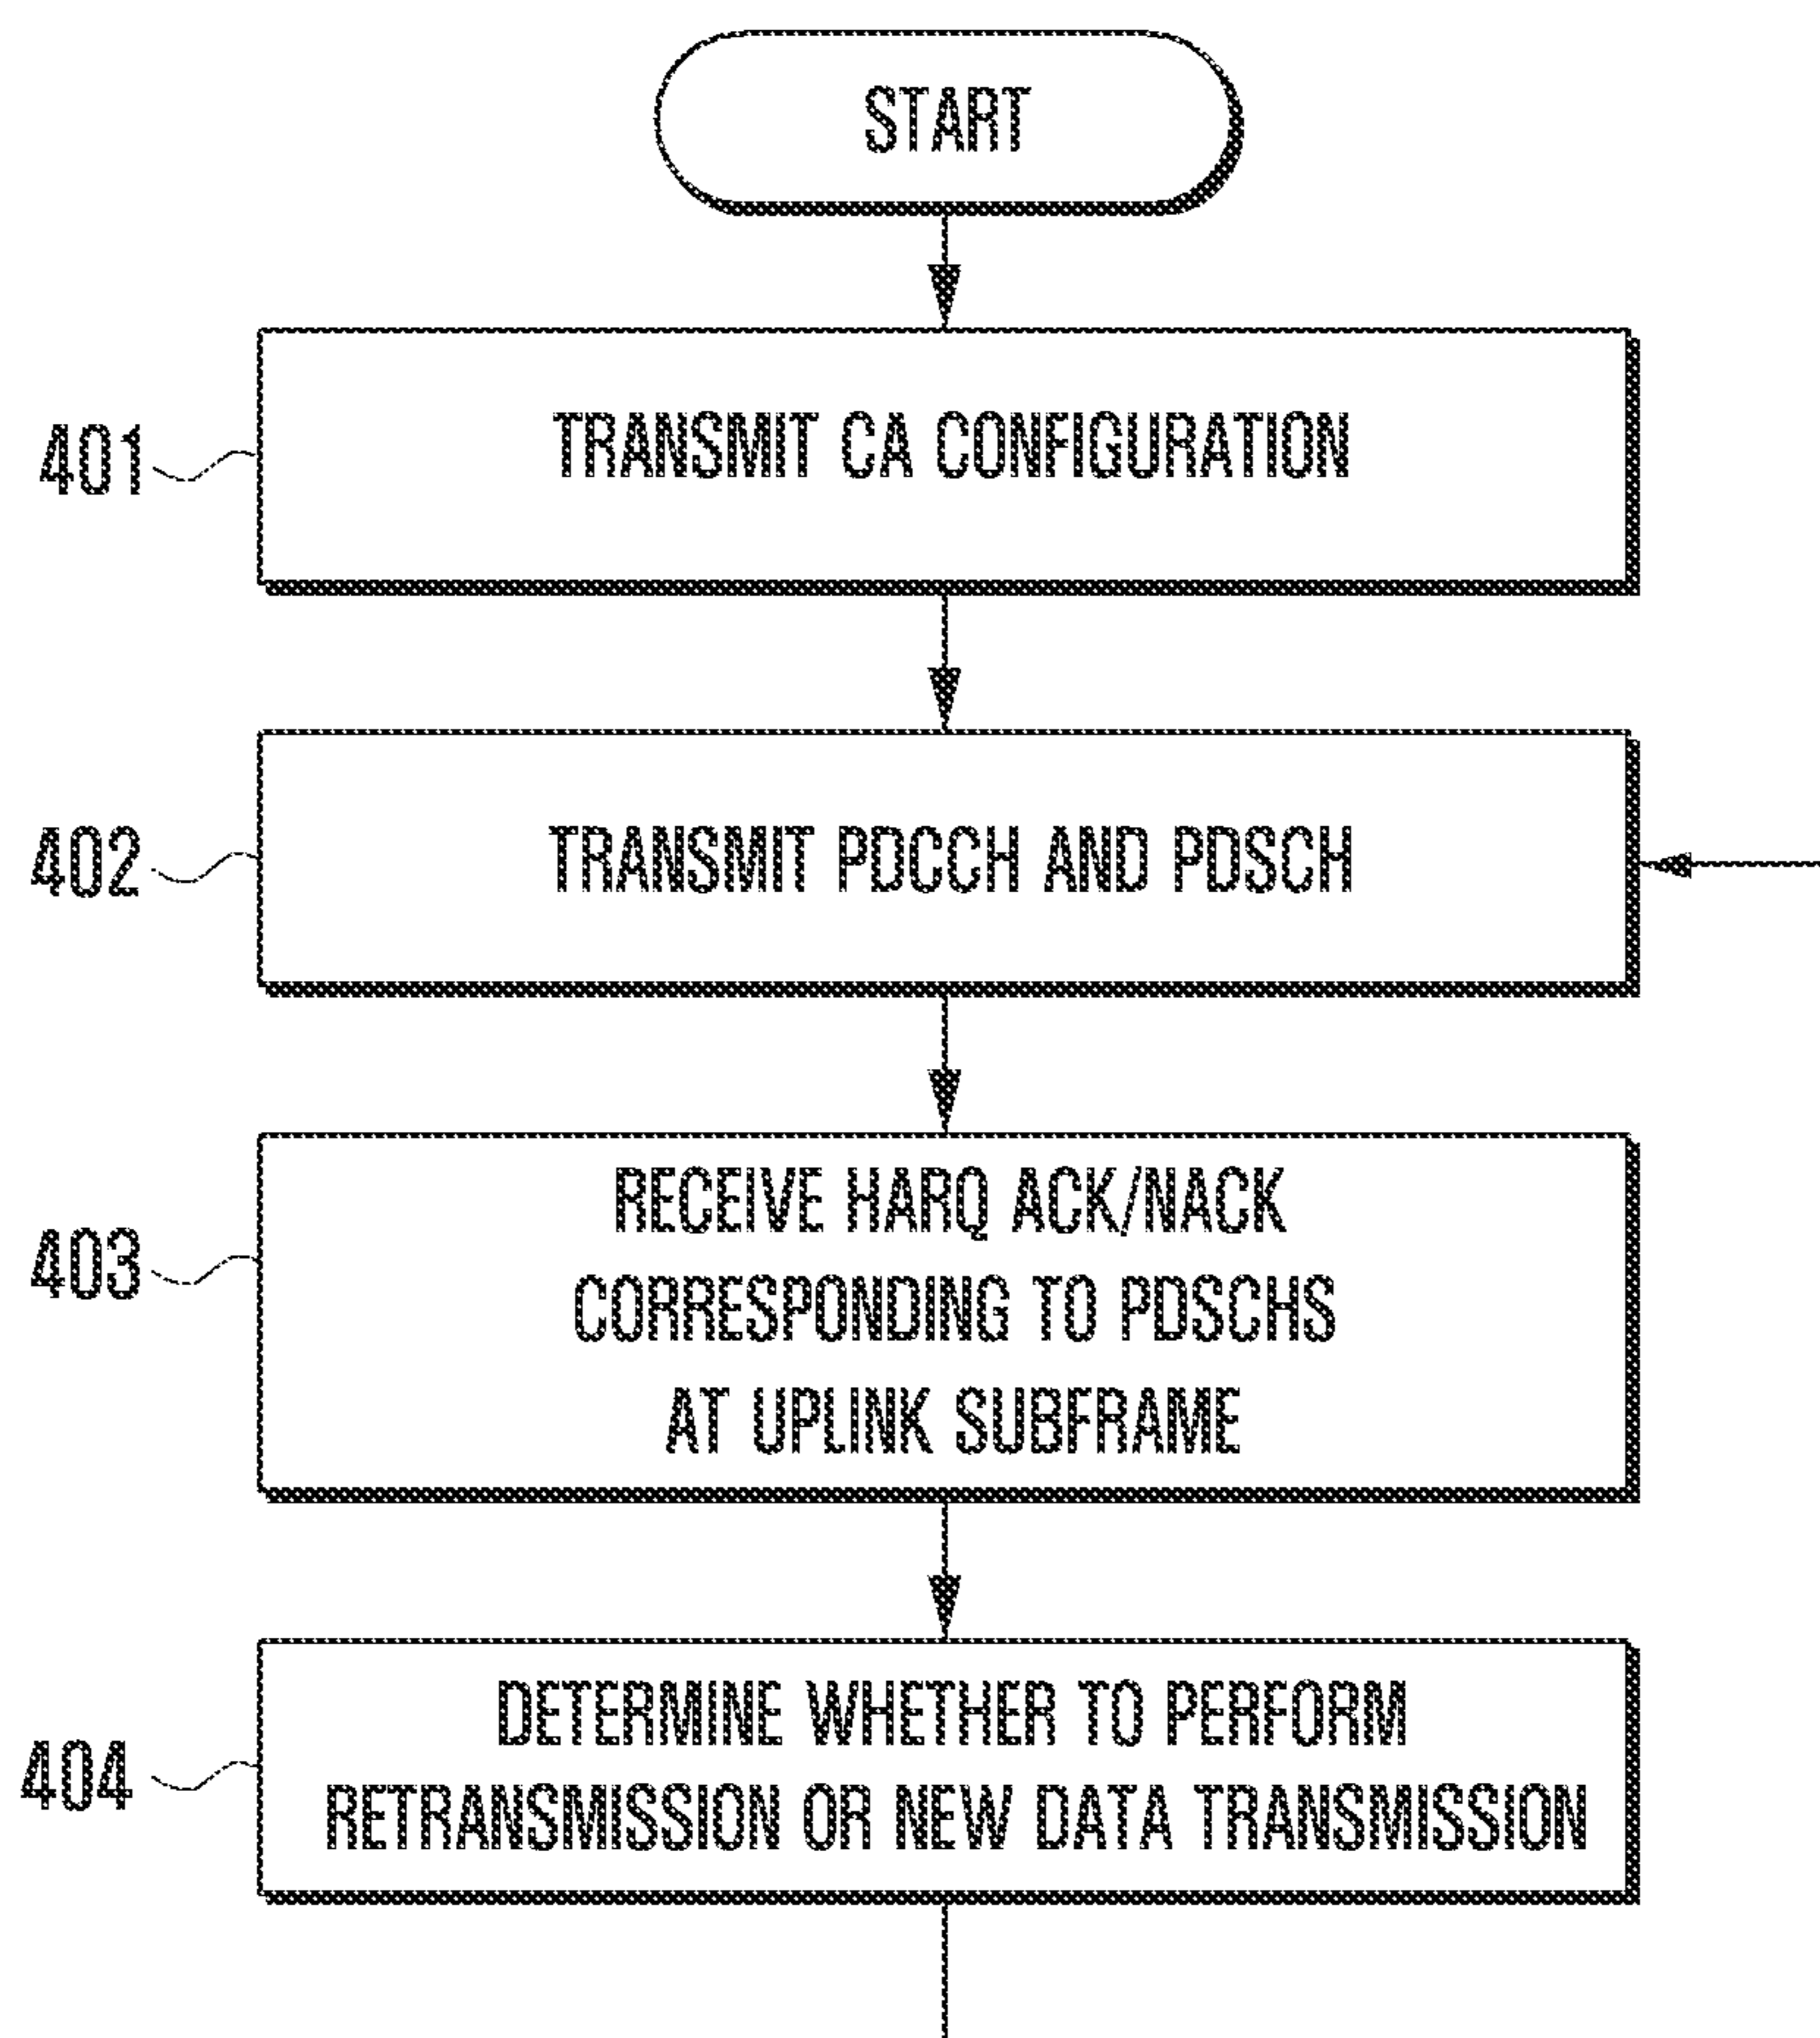 START
401
TRANSMIT CA CONFIGURATION
402
TRANSMIT PDCCH AND PDSCH
403
RECEIVE HARQ ACK/NACK
CORRESPONDING TO PDSCHS
AT UPLINK SUBFRAME
404
DETERMINE WHETHER TO PERFORM
RETRANSMISSION OR NEW DATA TRANSMISSION